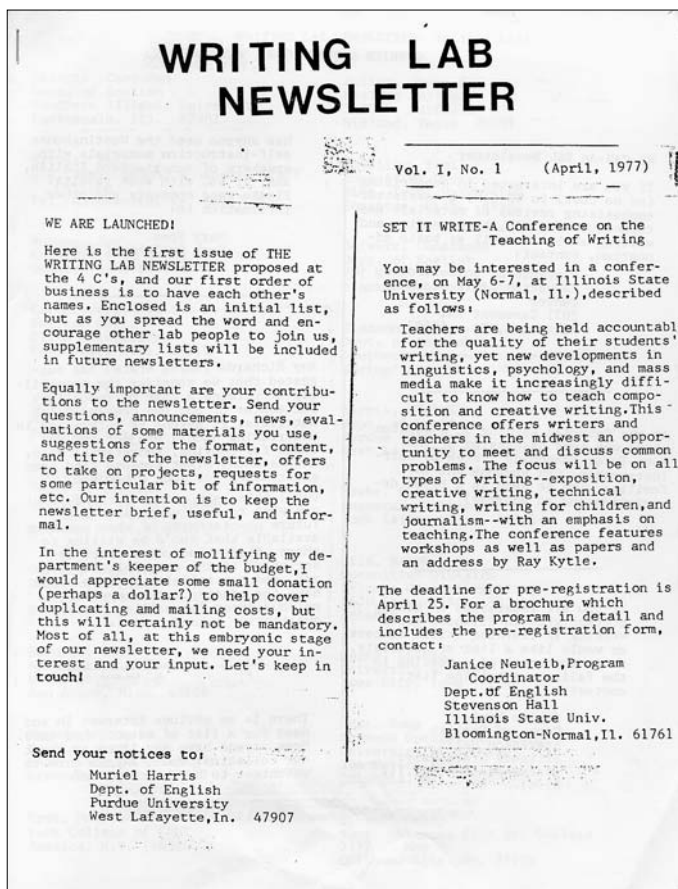 WRITING LAB
NEWSLETTER
Vol. I, No. 1 (April, 1977)
WE ARE LAUNCHED!
Here is the first issue of THE
WRITING LAB NEWSLETTER proposed at
the 4 C's, and our first order of
business is to have each other's
names. Enclosed is an initial list,
but as you spread the word and en-
courage other lab people to join us,
supplementary lists will be included
in future newsletters.
Equally important are your contribu-
tions to the newsletter. Send your
questions, announcements, news, eval-
uations of some materials you use,
suggestions for the format, content,
and title of the newsletter, offers
to take on projects, requests for
some particular bit of information,
etc. Our intention is to keep the
newsletter brief, useful, and infor-
mal.
In the interest of mollifying my de-
partment's keeper of the budget,I
would appreciate some small donation
(perhaps a dollar?) to help cover
duplicating amd mailing costs, but
this will certainly not be mandatory.
Most of all, at this embryonic stage
of our newsletter, we need your in-
terest and your input. Let's keep in
touch!
Send your notices to:
Muriel Harris
Dept. of English
Purdue University
West Lafayette,In. 47907
SET IT WRITE-A Conference on the
Teaching of Writing
You may be interested in a confer-
ence, on May 6-7, at Illinois State
University (Normal, Il.),described
as follows:
Teachers are being held accountabl
for the quality of their students'
writing, yet new developments in
linguistics, psychology, and mass
media make it increasingly diffi-
cult to know how to teach compo-
sition and creative writing.This
conference offers writers and
teachers in the midwest an oppor-
tunity to meet and discuss common
problems. The focus will be on all
types of writing--exposition,
creative writing, technical
writing, writing for children,and
journalism--with an emphasis on
teaching.The conference features
workshops as well as papers and
an address by Ray Kytle.
The deadline for pre-registration is
April 25. For a brochure which
describes the program in detail and
includes the pre-registration form,
contact:
Janice Neuleib,Program
Coordinator
Dept.of English
Stevenson Hall
Illinois State Univ.
Bloomington-Normal,Il. 61761